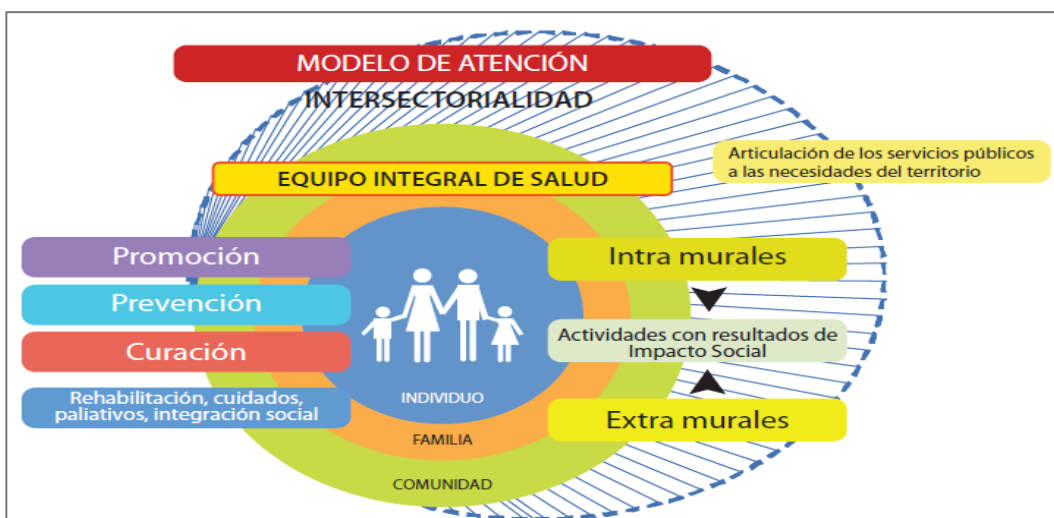 MODELO DE ATENCIÓN
INTERSECTORIALIDAD
Articulación de los servicios públicos
a las necesidades del territorio
EQUIPO INTEGRAL DE SALUD
Promoción
Prevención
Curación
Rehabilitación, cuidados,
paliativos, integración social
Intra murales
Actividades con resultados de
Impacto Social
Extra murales
INDIVIDUO
FAMILIA
COMUNIDAD